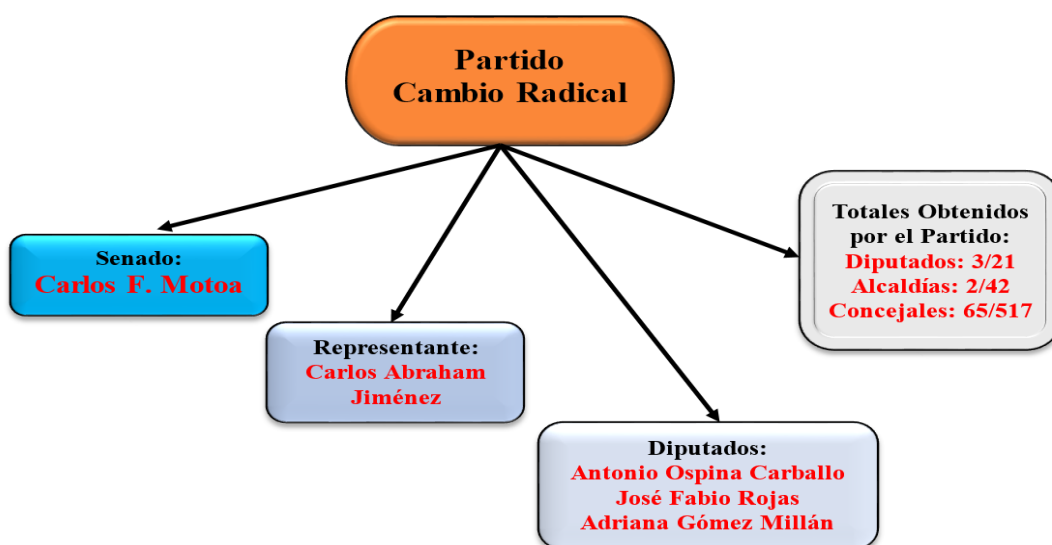 Partido
Cambio Radical
Senado:
Carlos F. Motoa
Representante:
Carlos Abraham
Jiménez
Diputados:
Antonio Ospina Carballo
José Fabio Rojas
Adriana Gómez Millán
Totales Obtenidos
por el Partido:
Diputados: 3/21
Alcaldías: 2/42
Concejales: 65/517